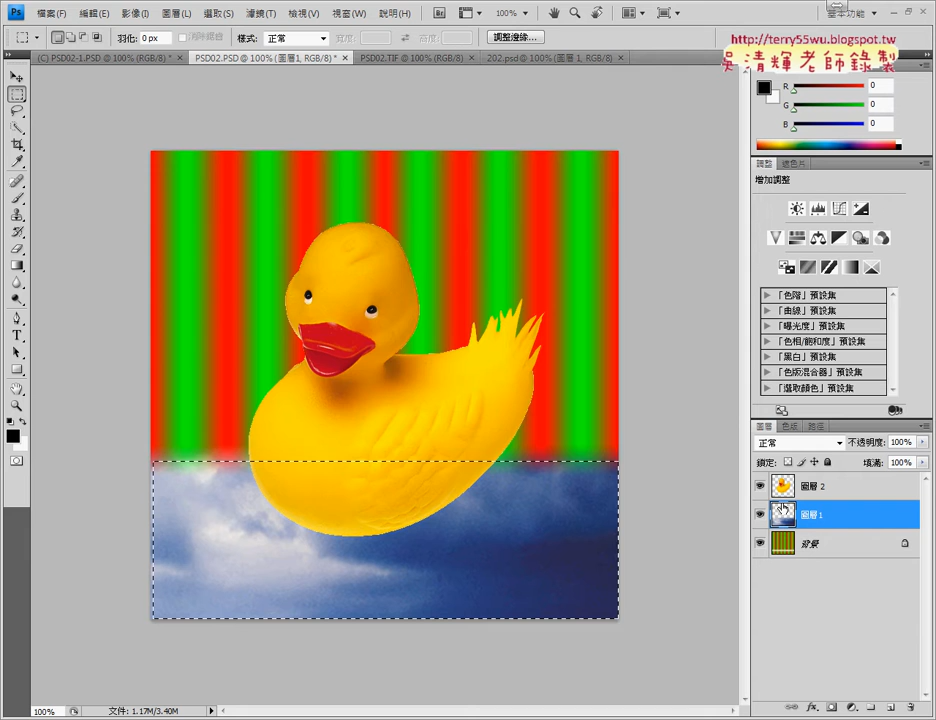 Ps 檔案(F) 編輯(E) 影像(I) 圖層(L) 選取(S) 濾鏡(T) 檢視(V) 視窗(W) 說明(H) Br 100% 基本功能
羽化: 0 px 消除鋸齒 樣式: 正常 寬度: 高度: 調整邊緣...
http://terry55wu.blogspot.tw
吳清輝老師錄製
(C) PSD02-1.PSD @ 100% (RGB/8) * PSD02.PSD @ 100% (圖層 1, RGB/8) * PSD02.TIF @ 100% (RGB/8) 202.psd @ 100% (圖層 1, RGB/8)
R 0
G 0
B 0
調整 遮色片
增加調整
「色階」預設集
「曲線」預設集
「曝光度」預設集
「色相/飽和度」預設集
「黑白」預設集
「色版混合器」預設集
「選取顏色」預設集
圖層 色版 路徑
正常 不透明度: 100%
鎖定: 填滿: 100%
圖層 2
圖層 1
背景
100% 文件: 1.17M/3.40M